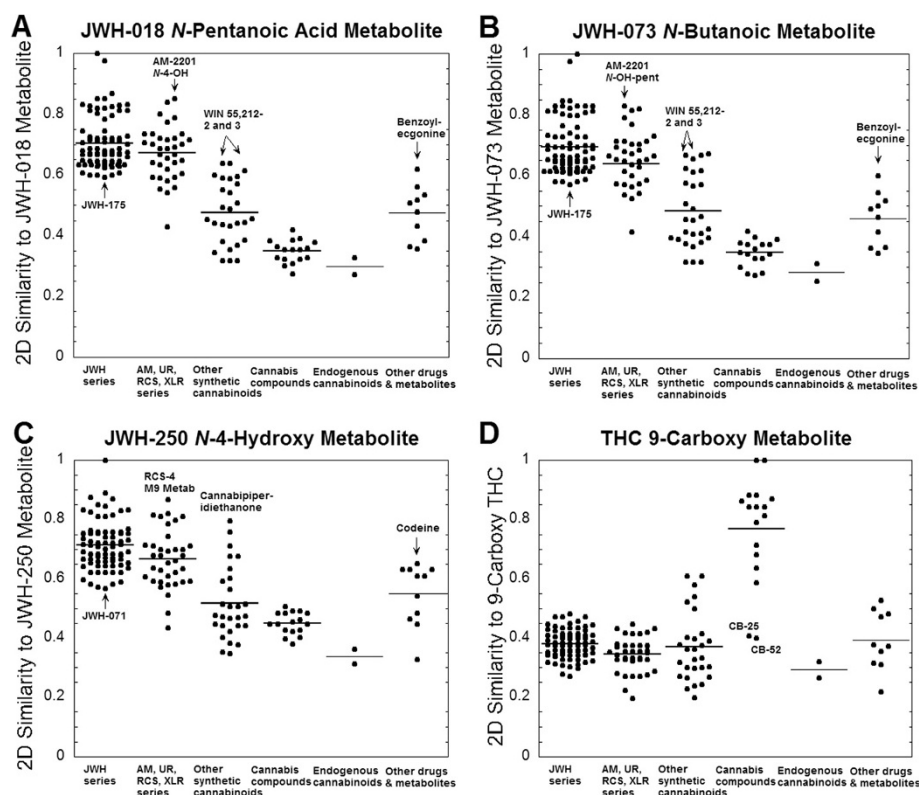 A
JWH-018 N-Pentanoic Acid Metabolite
2D Similarity to JWH-018 Metabolite
1
0.8
0.6
0.4
0.2
0
AM-2201
N-4-OH
WIN 55,212-
2 and 3
Benzoyl-
ecgonine
JWH-175
JWH
series
AM, UR,
RCS, XLR
series
Other
synthetic
cannabinoids
Cannabis
compounds
Endogenous
cannabinoids
Other drugs
& metabolites
B
JWH-073 N-Butanoic Metabolite
2D Similarity to JWH-073 Metabolite
1
0.8
0.6
0.4
0.2
0
AM-2201
N-OH-pent
WIN 55,212-
2 and 3
Benzoyl-
ecgonine
JWH-175
JWH
series
AM, UR,
RCS, XLR
series
Other
synthetic
cannabinoids
Cannabis
compounds
Endogenous
cannabinoids
Other drugs
& metabolites
C
JWH-250 N-4-Hydroxy Metabolite
2D Similarity to JWH-250 Metabolite
1
0.8
0.6
0.4
0.2
0
RCS-4
M9 Metab
Cannabipiper-
idiethanone
Codeine
JWH-071
JWH
series
AM, UR,
RCS, XLR
series
Other
synthetic
cannabinoids
Cannabis
compounds
Endogenous
cannabinoids
Other drugs
& metabolites
D
THC 9-Carboxy Metabolite
2D Similarity to 9-Carboxy THC
1
0.8
0.6
0.4
0.2
0
CB-25
CB-52
JWH
series
AM, UR,
RCS, XLR
series
Other
synthetic
cannabinoids
Cannabis
compounds
Endogenous
cannabinoids
Other drugs
& metabolites